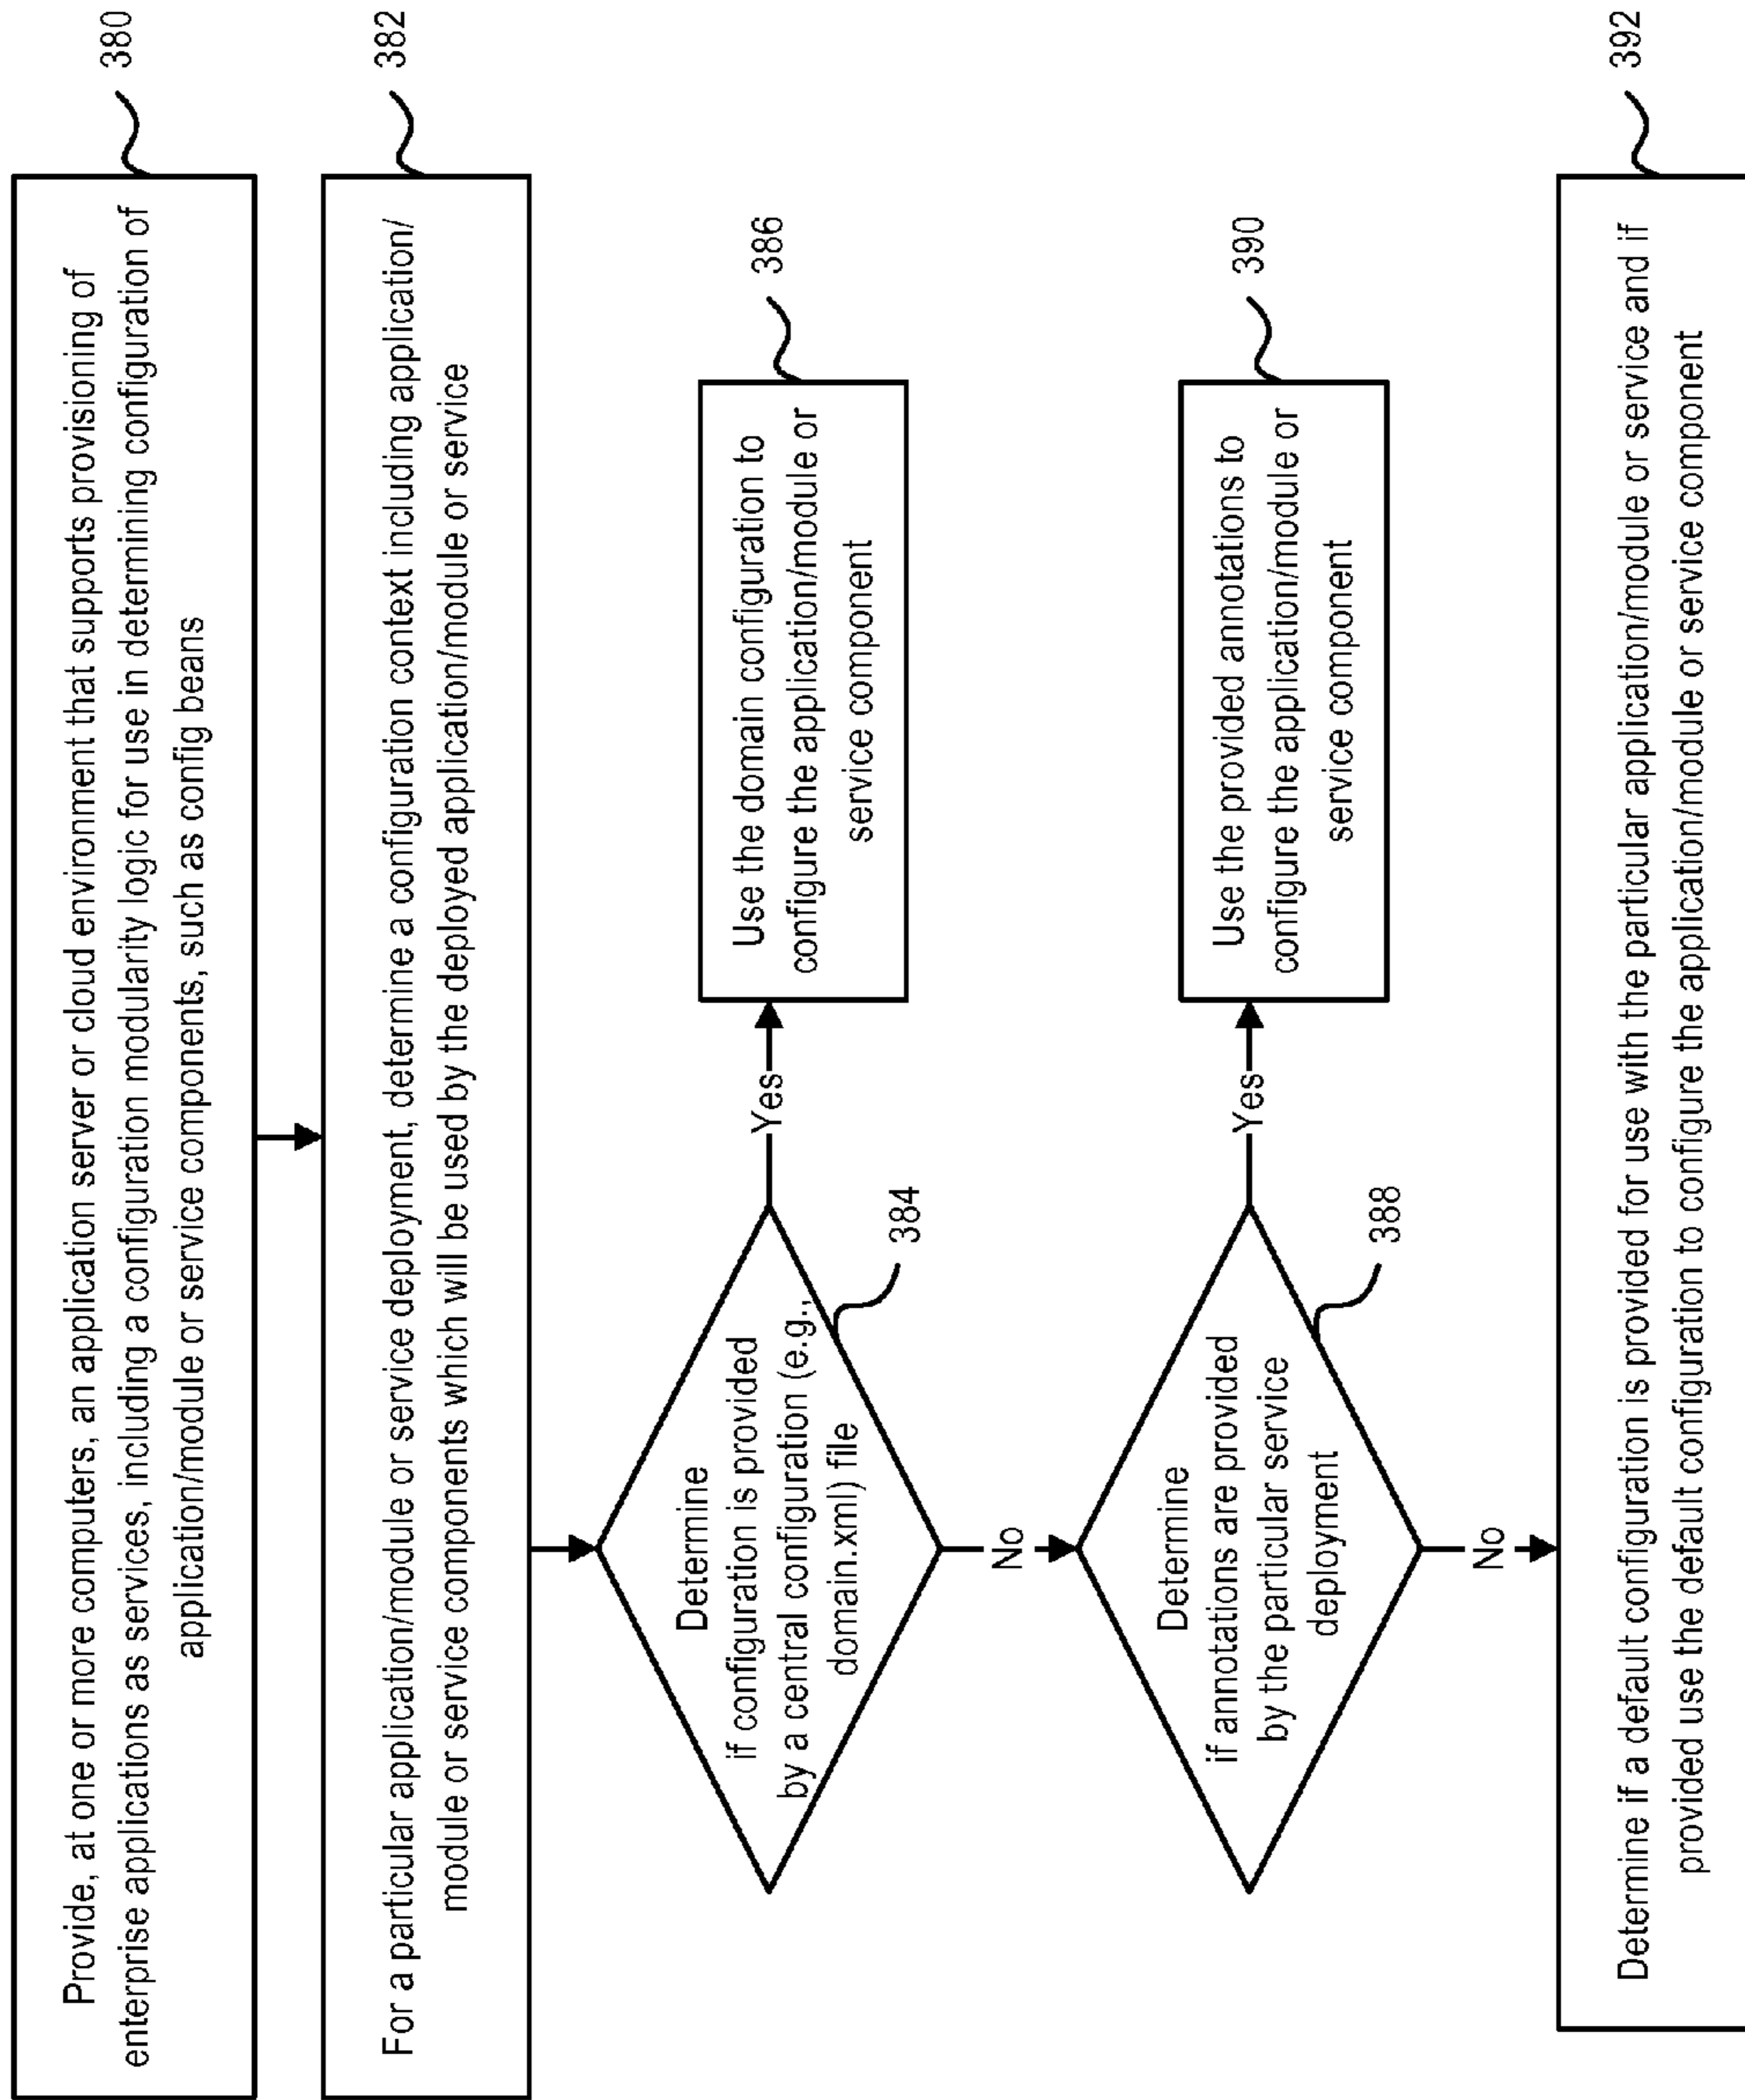 Provide, at one or more computers, an application server or cloud environment that supports provisioning of
enterprise applications as services, including a configuration modularity logic for use in determining configuration of
application/module or service components, such as config beans
380
For a particular application/module or service deployment, determine a configuration context including application/
module or service components which will be used by the deployed application/module or service
382
Determine
if configuration is provided
by a central configuration (e.g.,
domain.xml) file
384
Yes
Use the domain configuration to
configure the application/module or
service component
386
No
Determine
if annotations are provided
by the particular service
deployment
388
Yes
Use the provided annotations to
configure the application/module or
service component
390
No
Determine if a default configuration is provided for use with the particular application/module or service and if
provided use the default configuration to configure the application/module or service component
392